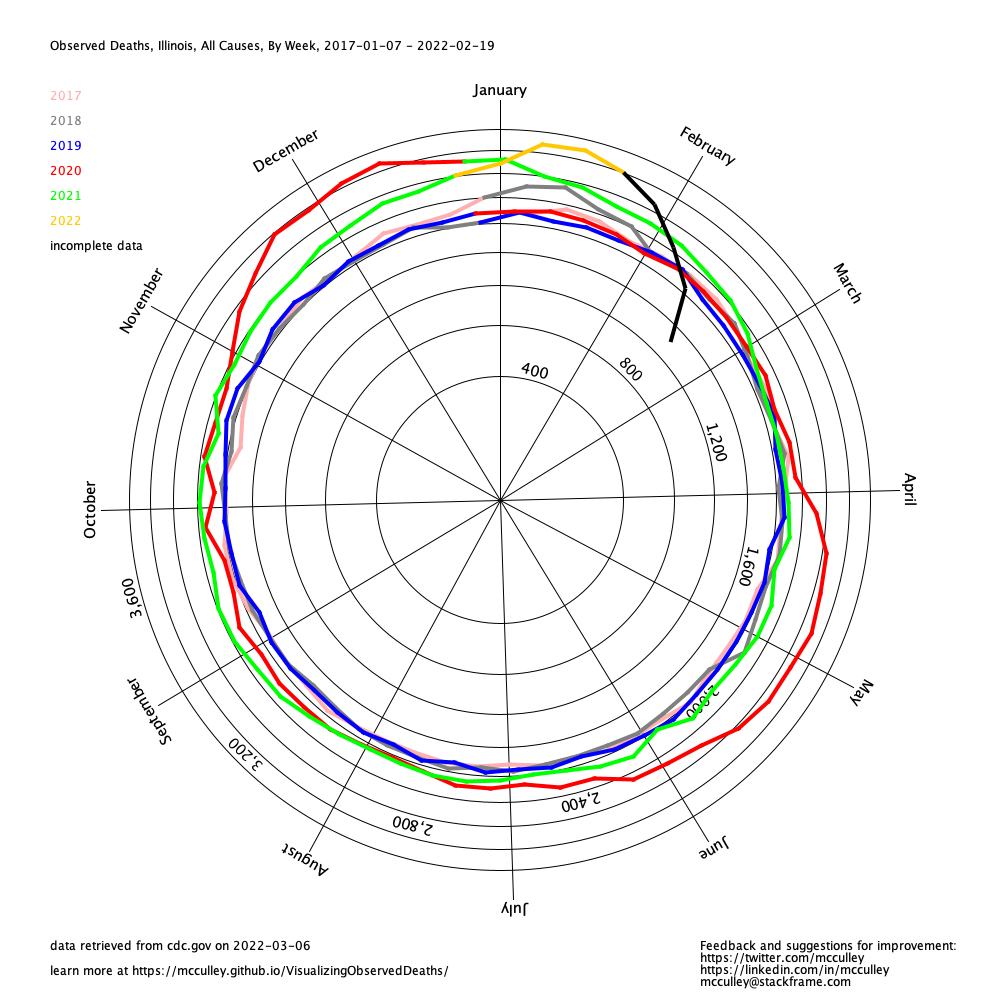 Observed Deaths, Illinois, All Causes, By Week, 2017-01-07 - 2022-02-19
2017
2018
2019
2020
2021
2022
incomplete data
January
February
March
April
May
June
July
August
September
October
November
December
400
800
1,200
1,600
2,000
2,400
2,800
3,200
3,600
data retrieved from cdc.gov on 2022-03-06
learn more at https://mcculley.github.io/VisualizingObservedDeaths/
Feedback and suggestions for improvement:
https://twitter.com/mcculley
https://linkedin.com/in/mcculley
mcculley@stackframe.com